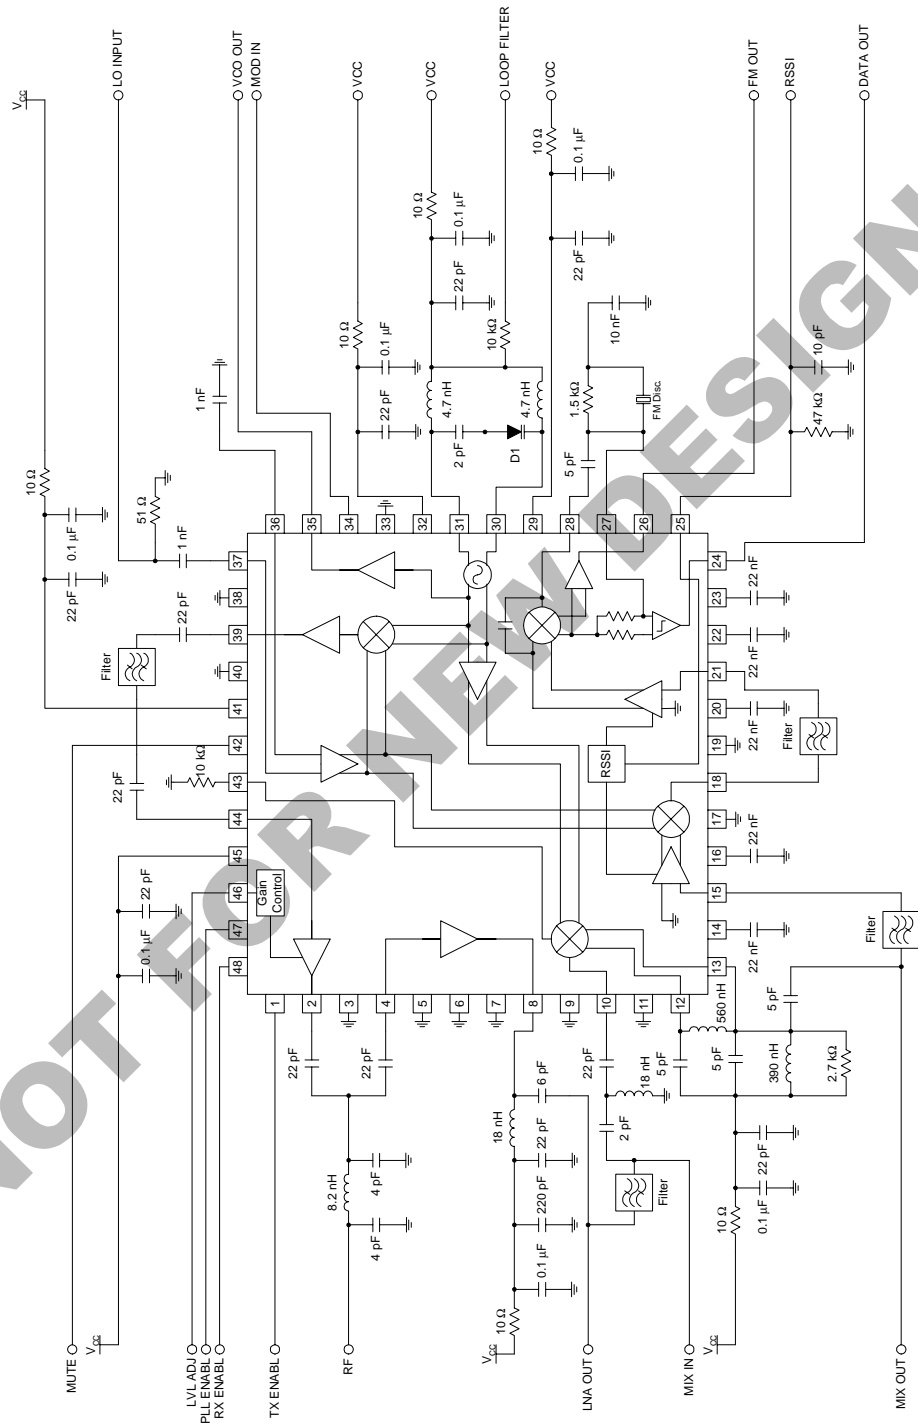 NOT FOR NEW DESIGNS
VCC
LO INPUT
VCO OUT
MOD IN
VCC
VCC
LOOP FILTER
VCC
FM OUT
RSSI
DATA OUT
10 Ω
0.1 µF
22 pF
51 Ω
1 nF
1 nF
22 pF
Filter
22 pF
10 kΩ
22 pF
0.1 µF
10 Ω
0.1 µF
22 pF
10 Ω
0.1 µF
22 pF
4.7 nH
2 pF
D1
10 kΩ
4.7 nH
10 Ω
0.1 µF
22 pF
5 pF
1.5 kΩ
10 nF
FM Disc.
47 kΩ
10 pF
36
35
34
33
32
31
30
29
28
27
26
25
37
38
39
40
41
42
43
44
45
46
47
48
24
23
22
21
20
19
18
17
16
15
14
13
1
2
3
4
5
6
7
8
9
10
11
12
Gain
Control
RSSI
22 nF
22 nF
22 nF
Filter
22 nF
22 nF
Filter
22 pF
22 pF
8.2 nH
4 pF
4 pF
18 nH
6 pF
22 pF
220 pF
0.1 µF
10 Ω
22 pF
18 nH
2 pF
Filter
5 pF
560 nH
5 pF
5 pF
390 nH
2.7 kΩ
22 pF
0.1 µF
10 Ω
MUTE
VCC
LVL ADJ
PLL ENABL
RX ENABL
TX ENABL
RF
VCC
LNA OUT
MIX IN
VCC
MIX OUT